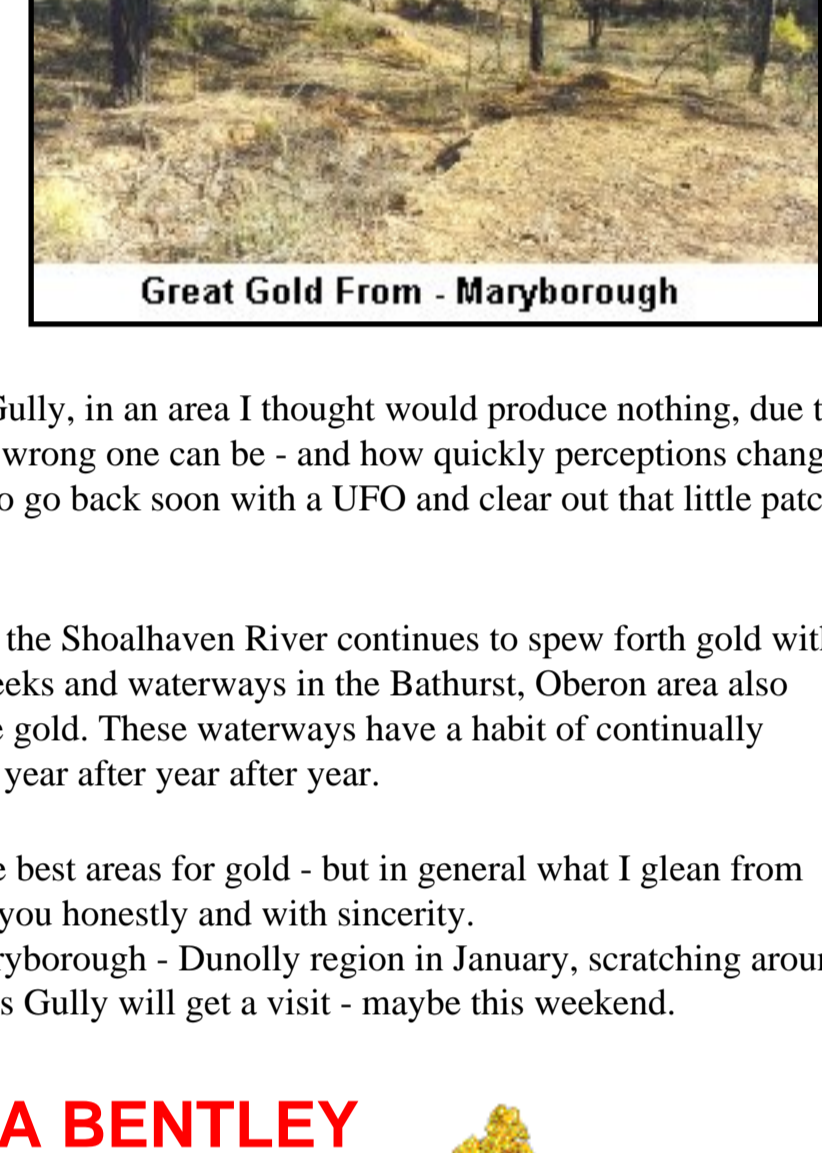 Great Gold From - Maryborough
Gully, in an area I thought would produce nothing, due t
wrong one can be - and how quickly perceptions chang
o go back soon with a UFO and clear out that little patc
the Shoalhaven River continues to spew forth gold with
eeks and waterways in the Bathurst, Oberon area also
e gold. These waterways have a habit of continually
year after year after year.
e best areas for gold - but in general what I glean from
you honestly and with sincerity.
ryborough - Dunolly region in January, scratching aroun
s Gully will get a visit - maybe this weekend.
A BENTLEY